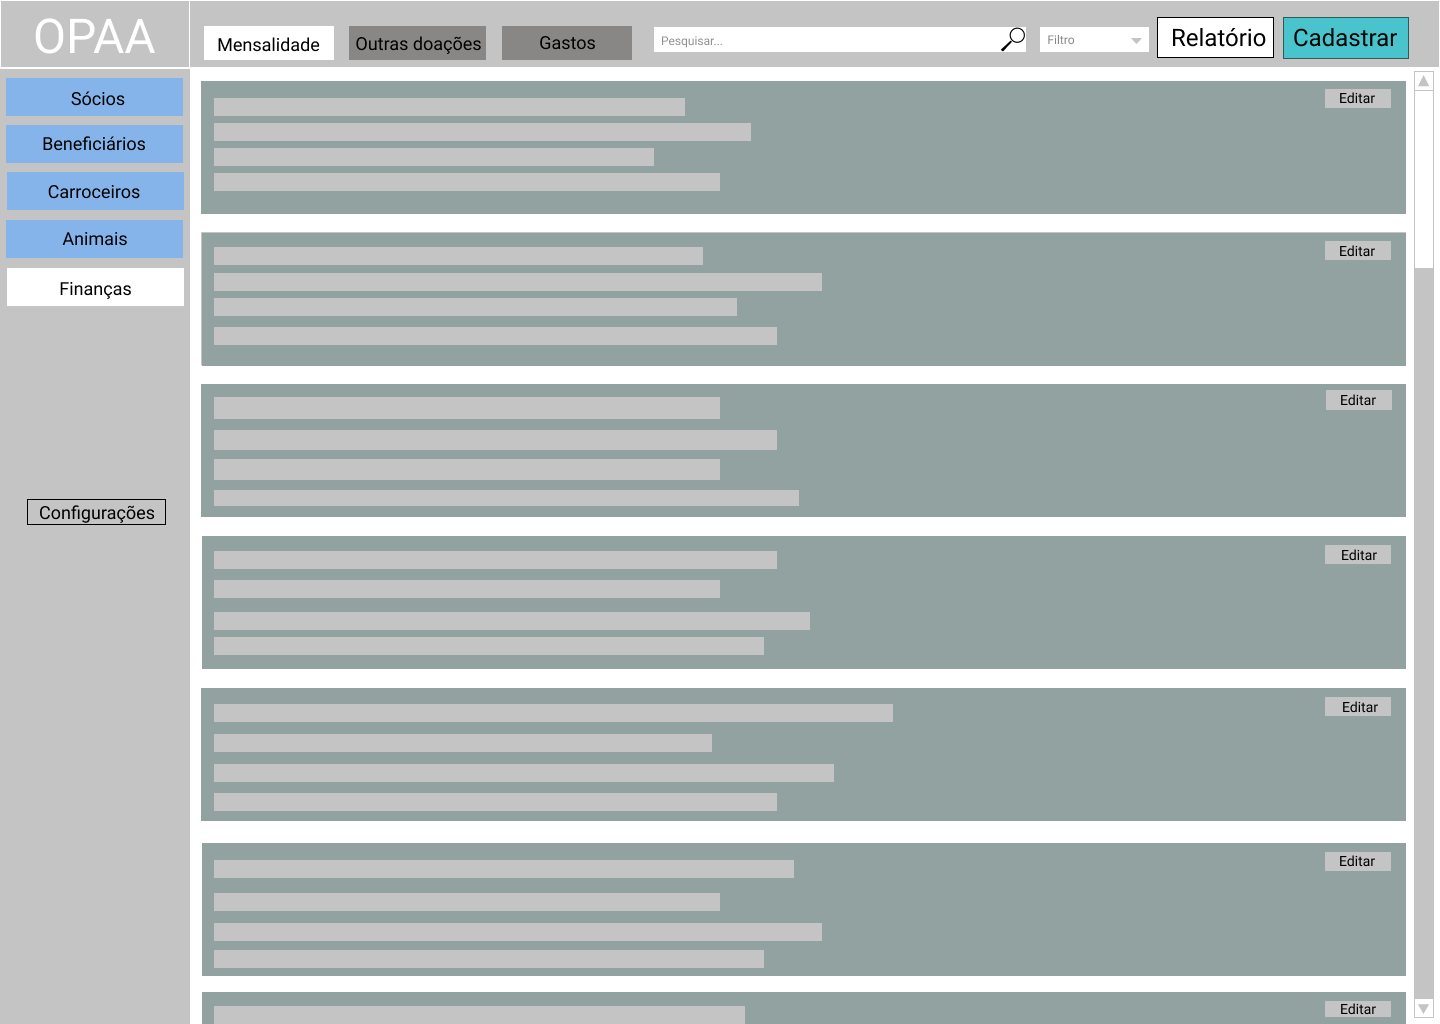 OPAA
Mensalidade
Outras doações
Gastos
Pesquisar...
Filtro
Relatório
Cadastrar
Sócios
Beneficiários
Carroceiros
Animais
Finanças
Configurações
Editar
Editar
Editar
Editar
Editar
Editar
Editar